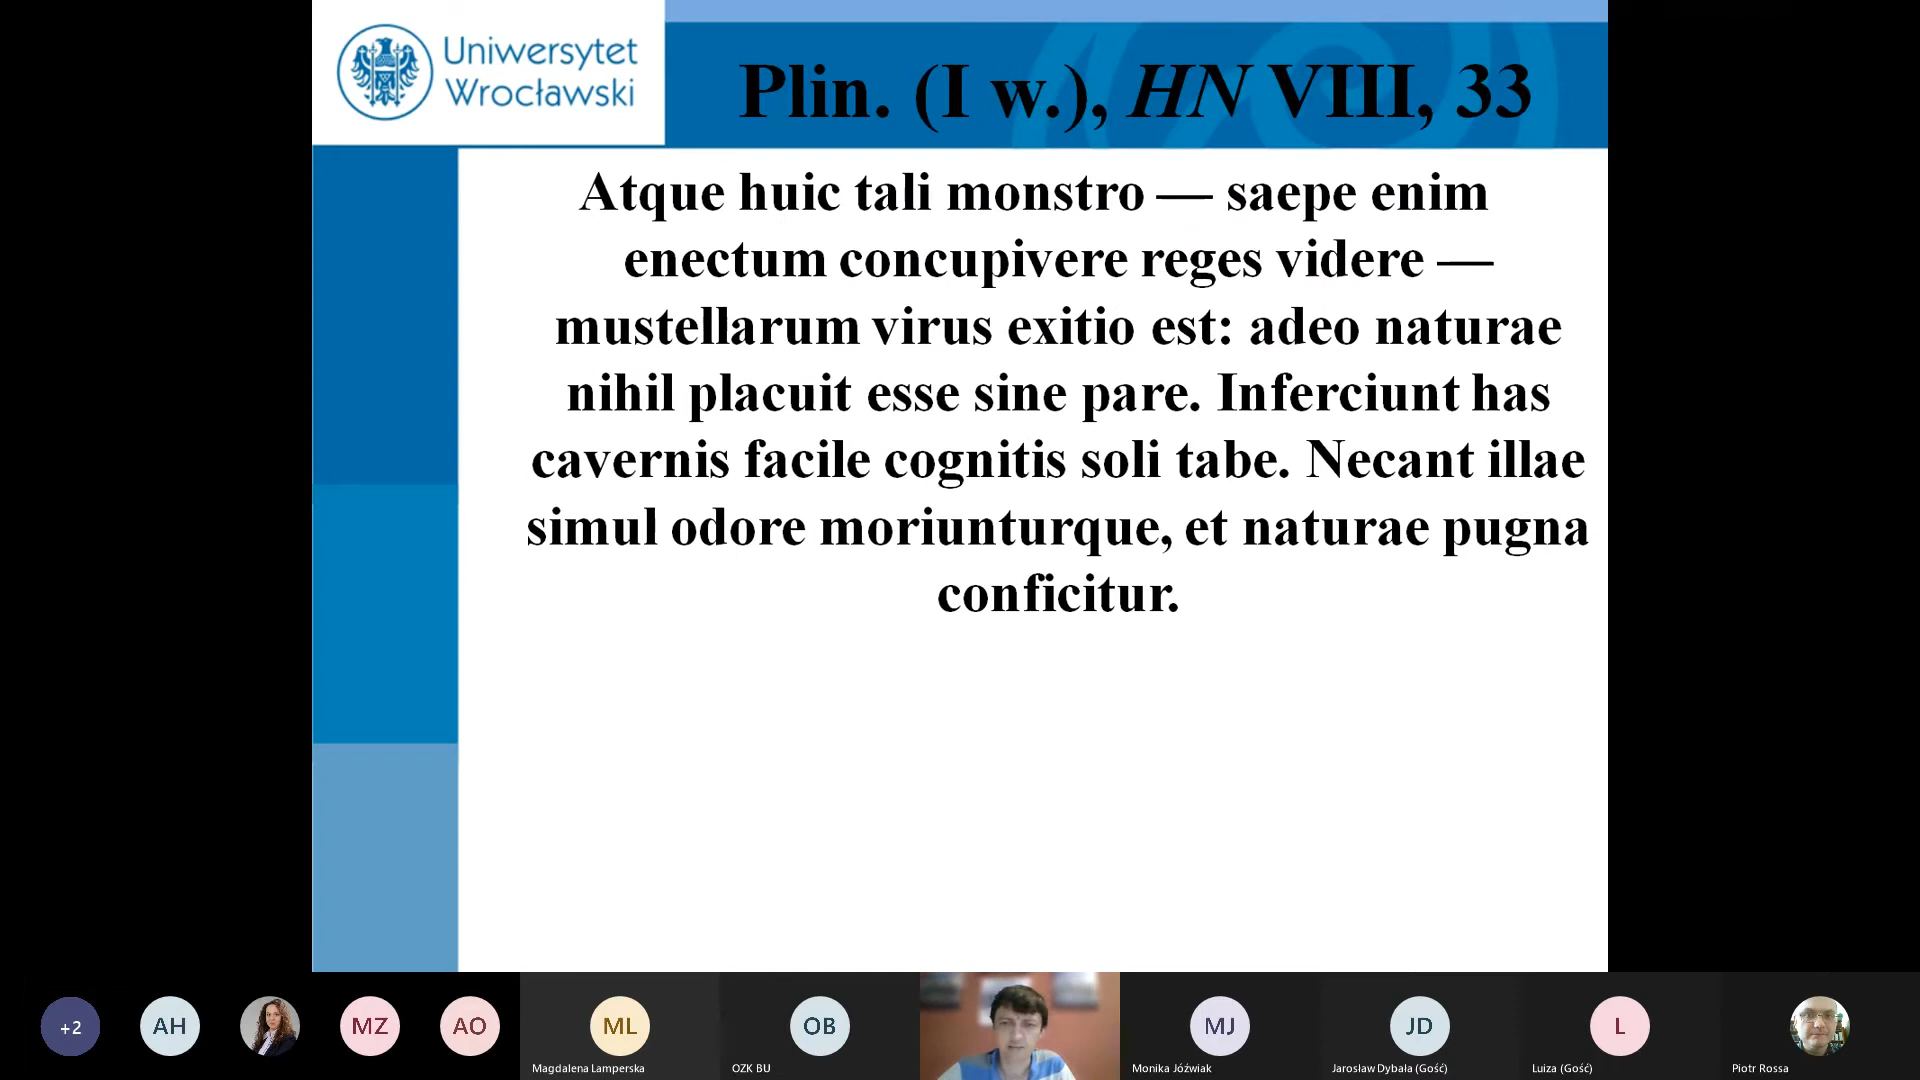 Uniwersytet
Wrocławski
Plin. (I w.), HN VIII, 33
Atque huic tali monstro — saepe enim
enectum concupivere reges videre —
mustellarum virus exitio est: adeo naturae
nihil placuit esse sine pare. Inferciunt has
cavernis facile cognitis soli tabe. Necant illae
simul odore moriunturque, et naturae pugna
conficitur.
+2
AH
MZ
AO
ML
Magdalena Lamperska
OB
OZK BU
MJ
Monika Jóźwiak
JD
Jarosław Dybała (Gość)
L
Luiza (Gość)
Piotr Rossa